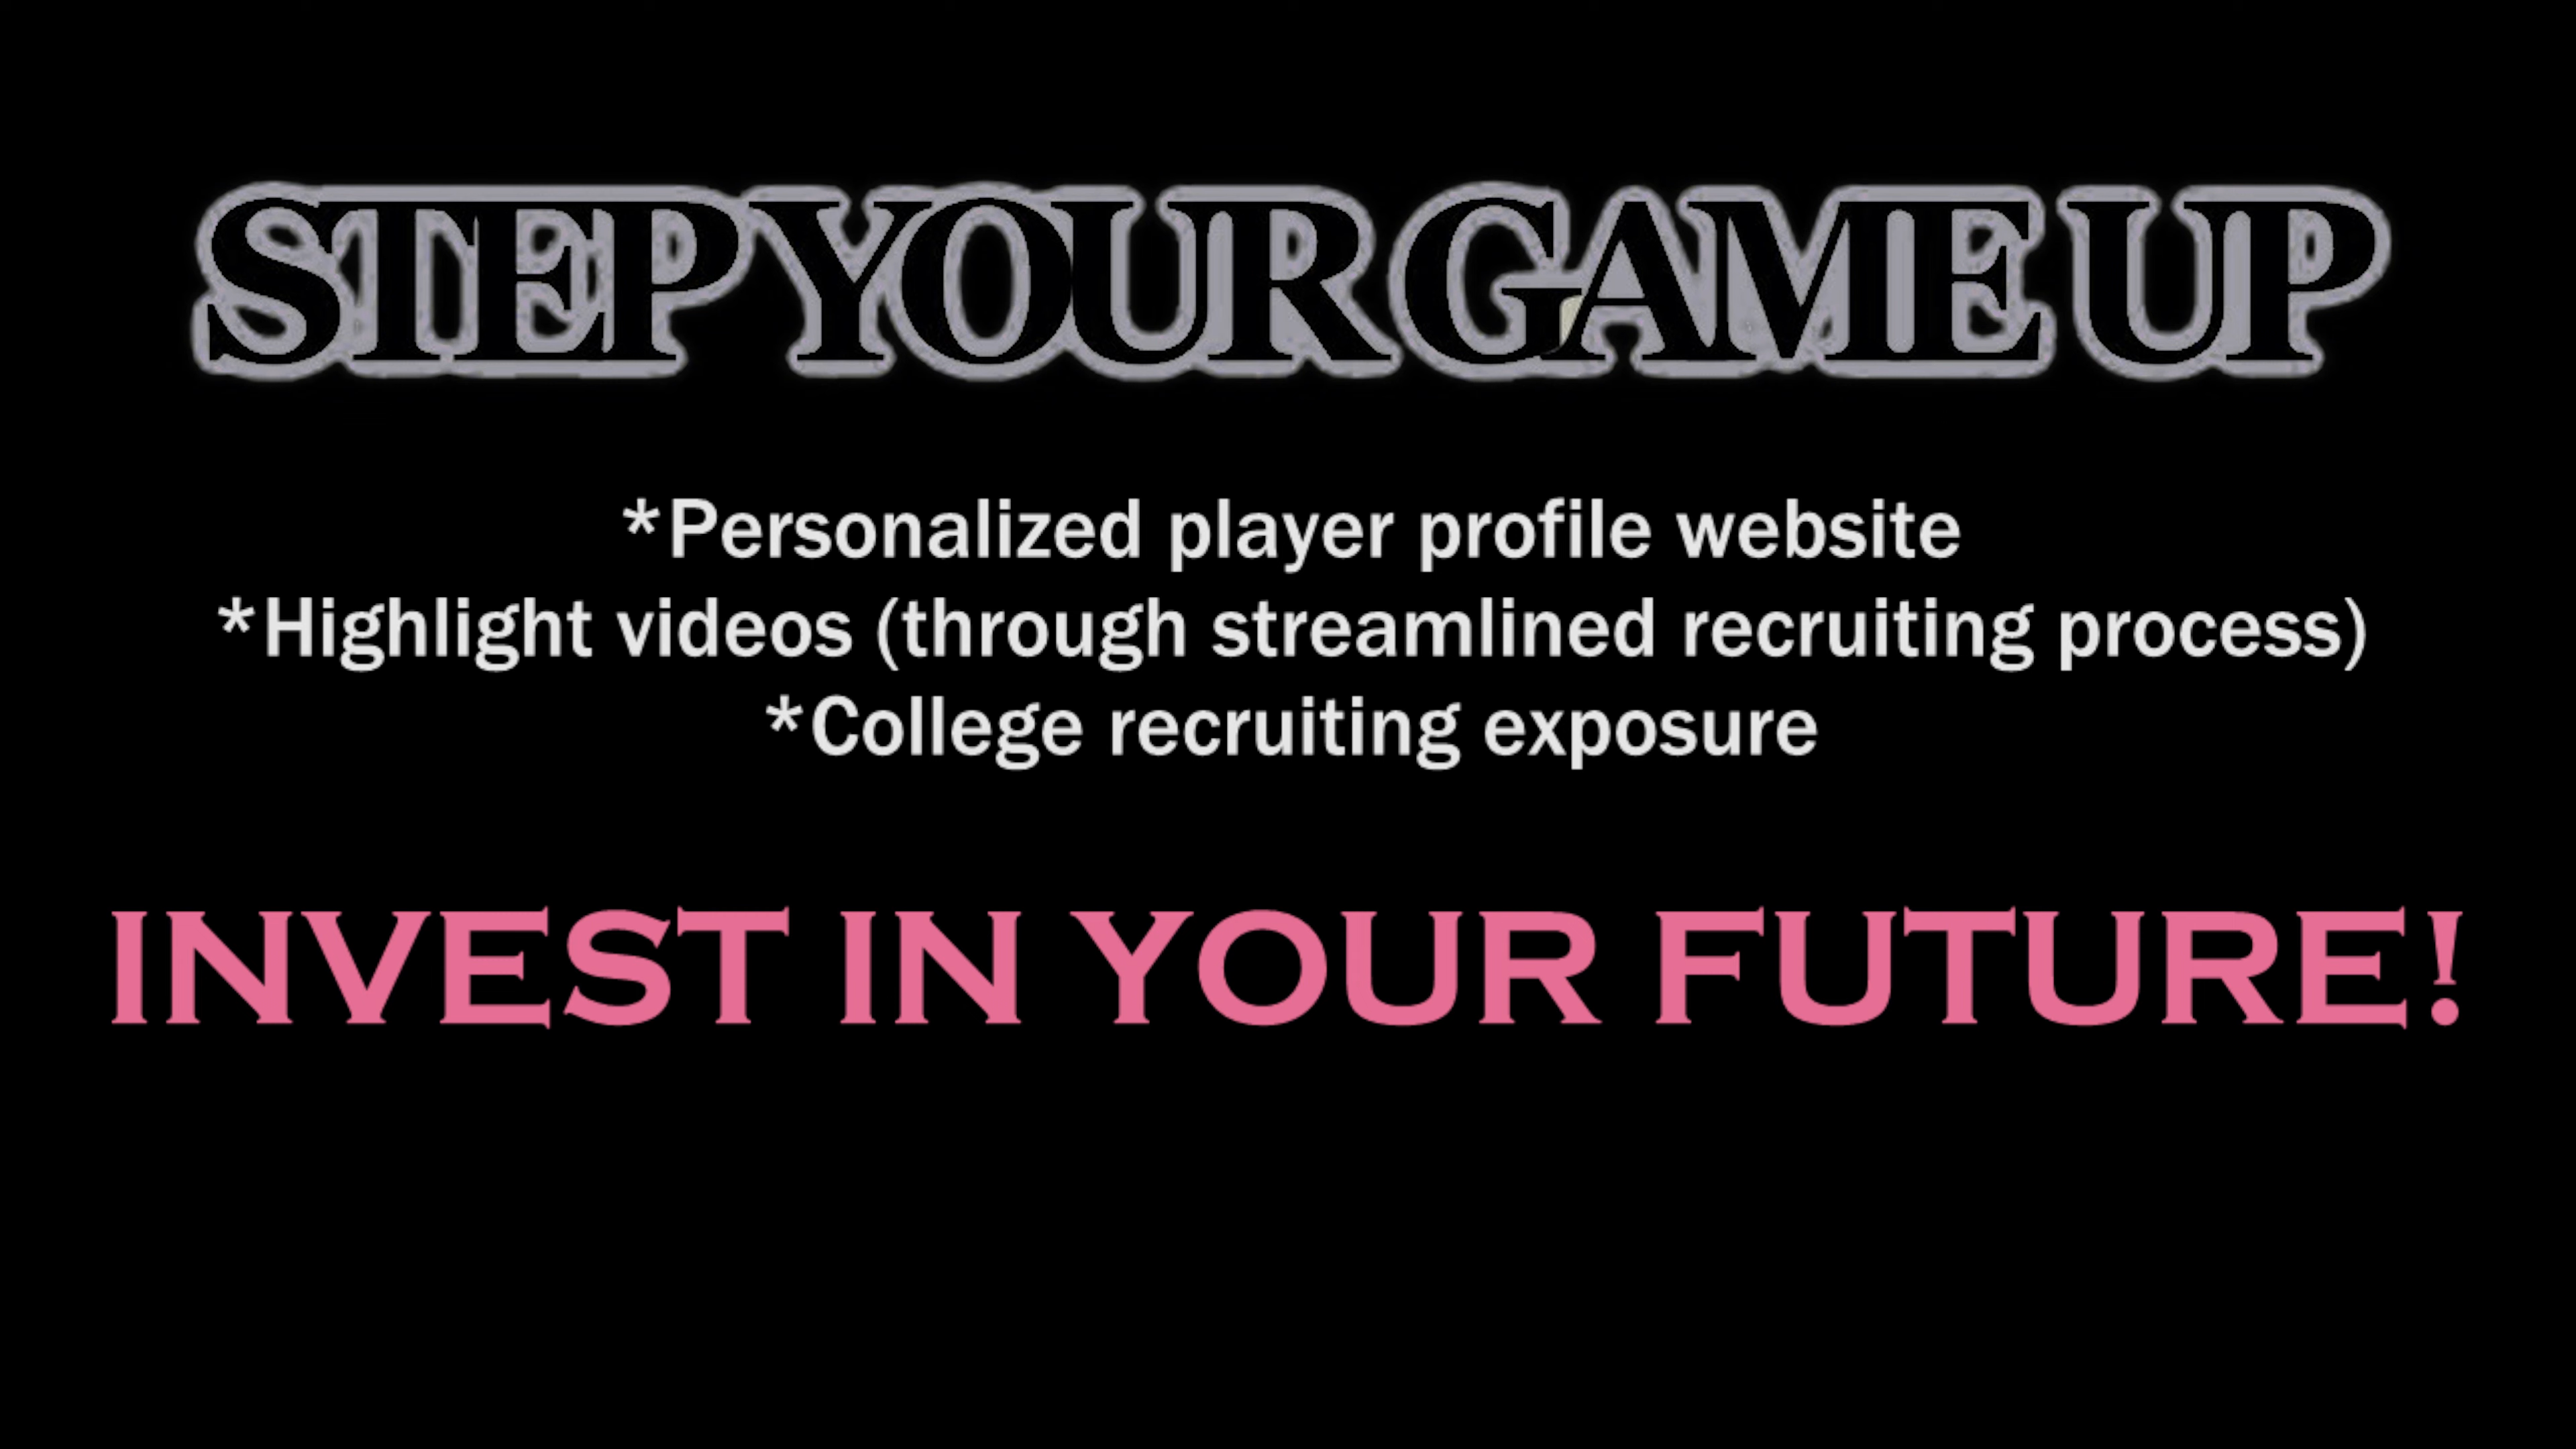 STEP YOUR GAME UP
*Personalized player profile website
*Highlight videos (through streamlined recruiting process)
*College recruiting exposure
INVEST IN YOUR FUTURE!